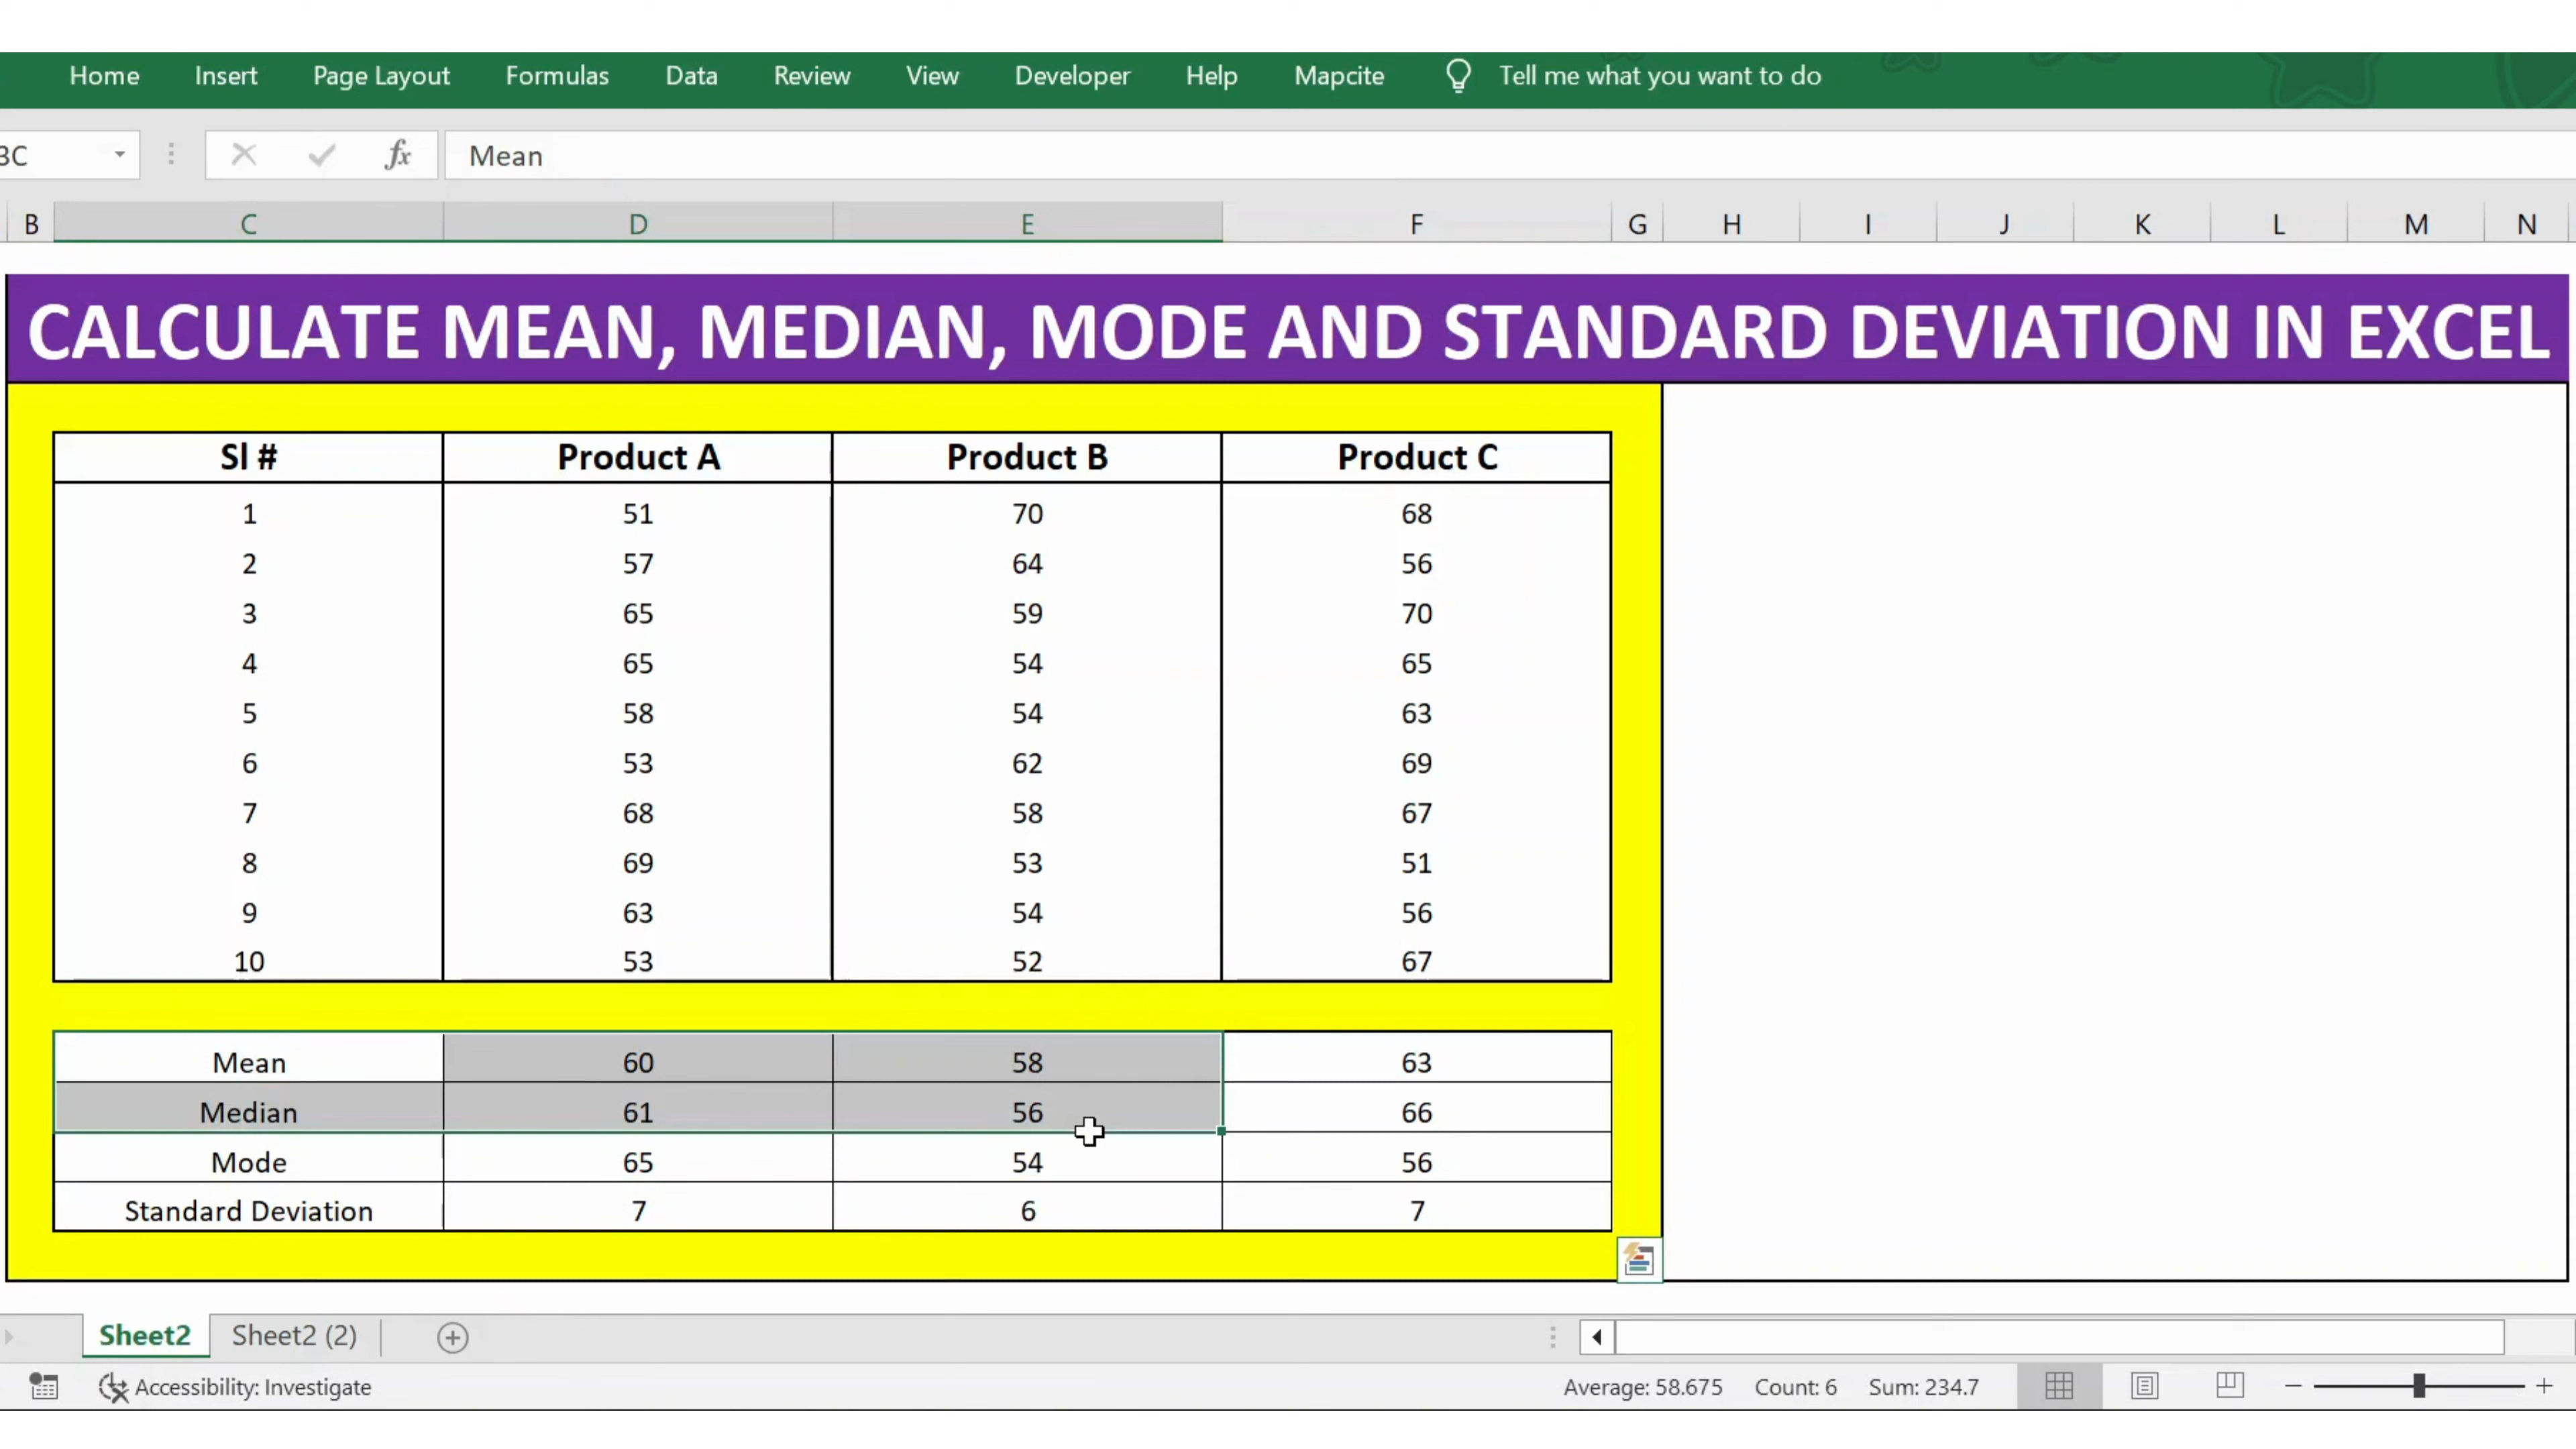 Home Insert Page Layout Formulas Data Review View Developer Help Mapcite Tell me what you want to do
3C fx Mean
B C D E F G H I J K L M N
CALCULATE MEAN, MEDIAN, MODE AND STANDARD DEVIATION IN EXCEL
Sl # Product A Product B Product C
1 51 70 68
2 57 64 56
3 65 59 70
4 65 54 65
5 58 54 63
6 53 62 69
7 68 58 67
8 69 53 51
9 63 54 56
10 53 52 67
Mean 60 58 63
Median 61 56 66
Mode 65 54 56
Standard Deviation 7 6 7
Sheet2 Sheet2 (2)
Accessibility: Investigate Average: 58.675 Count: 6 Sum: 234.7